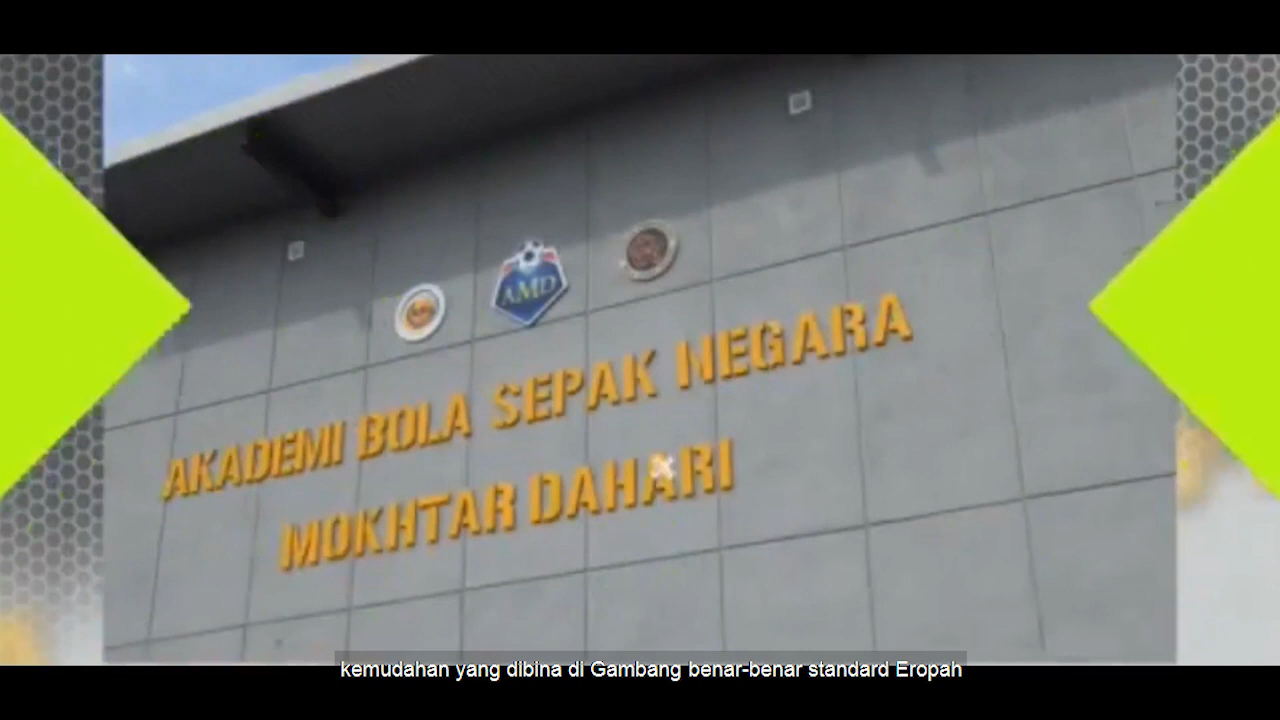 AMD
AKADEMI BOLA SEPAK NEGARA
MOKHTAR DAHARI
kemudahan yang dibina di Gambang benar-benar standard Eropah